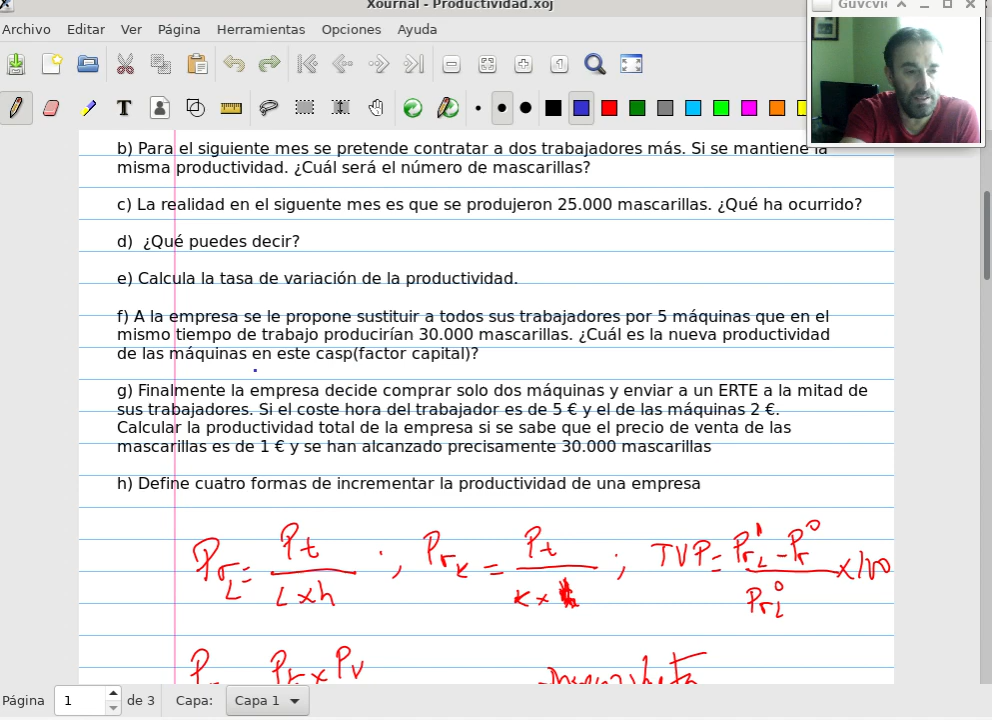 Xournal - Productividad.xoj
Guvcvi
Archivo Editar Ver Página Herramientas Opciones Ayuda
b) Para el siguiente mes se pretende contratar a dos trabajadores más. Si se mantiene la
misma productividad. ¿Cuál será el número de mascarillas?
c) La realidad en el siguente mes es que se produjeron 25.000 mascarillas. ¿Qué ha ocurrido?
d) ¿Qué puedes decir?
e) Calcula la tasa de variación de la productividad.
f) A la empresa se le propone sustituir a todos sus trabajadores por 5 máquinas que en el
mismo tiempo de trabajo producirían 30.000 mascarillas. ¿Cuál es la nueva productividad
de las máquinas en este casp(factor capital)?
g) Finalmente la empresa decide comprar solo dos máquinas y enviar a un ERTE a la mitad de
sus trabajadores. Si el coste hora del trabajador es de 5 € y el de las máquinas 2 €.
Calcular la productividad total de la empresa si se sabe que el precio de venta de las
mascarillas es de 1 € y se han alcanzado precisamente 30.000 mascarillas
h) Define cuatro formas de incrementar la productividad de una empresa
PrL = Pt / L x h ; PrK = Pt / K x h ; TVP = PrL¹ - Pr⁰ / PrL⁰ x 100
Pt x Pv
Página 1 de 3 Capa: Capa 1